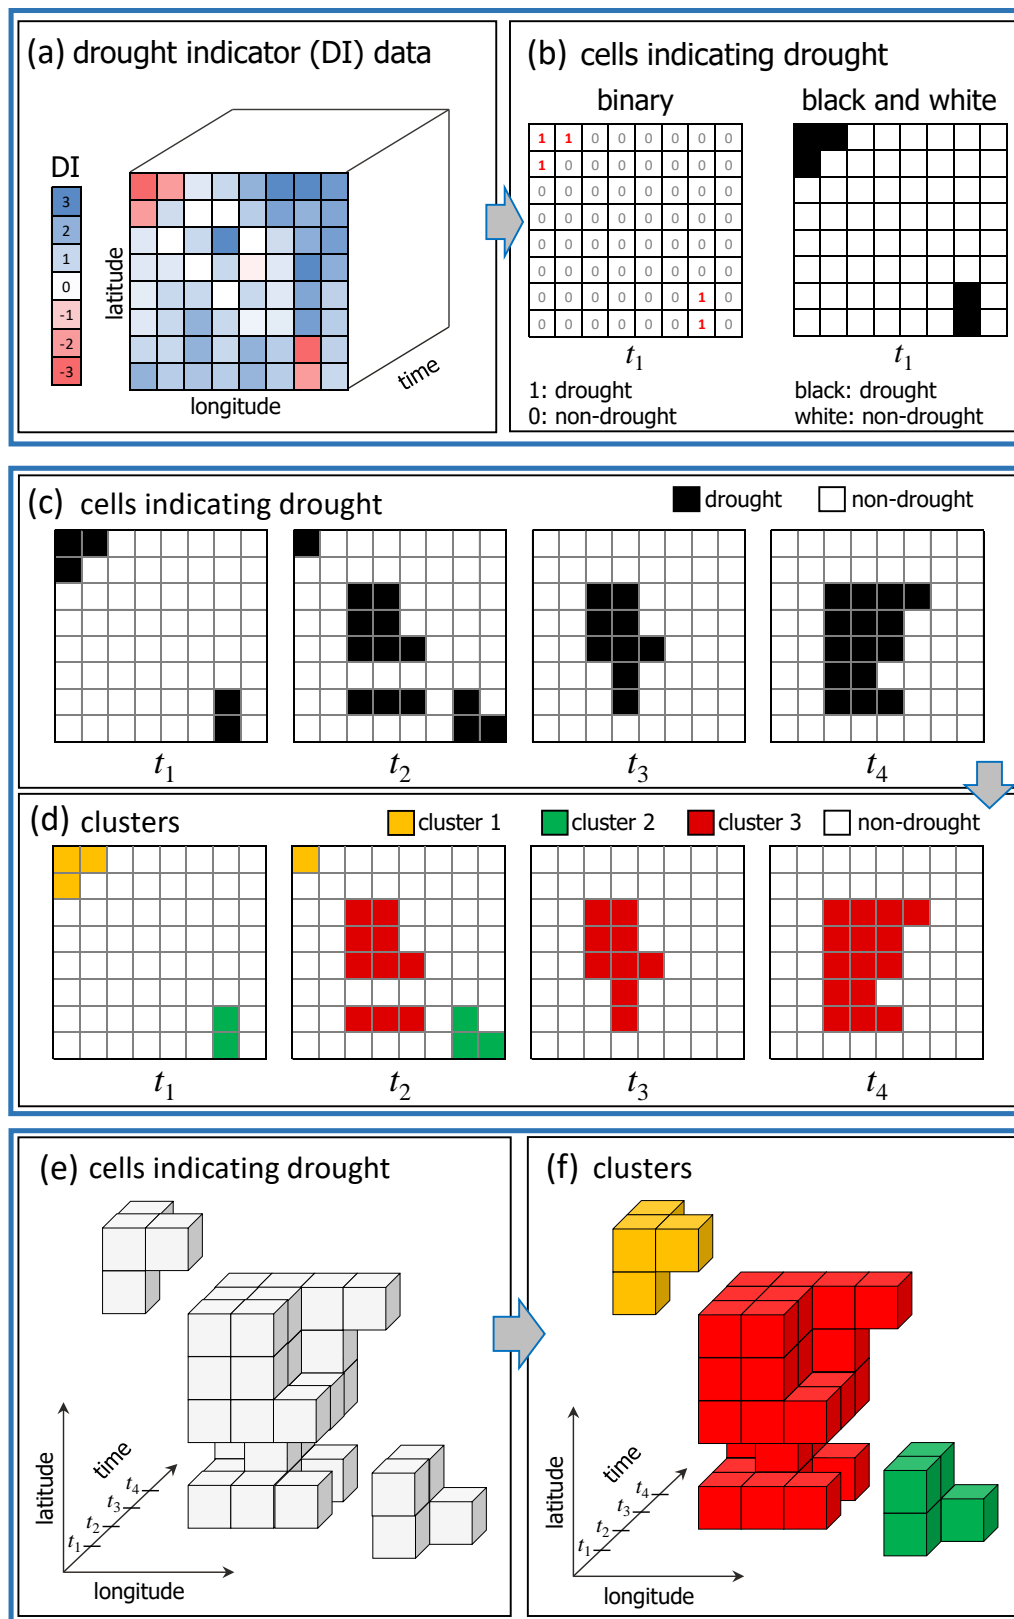 (a) drought indicator (DI) data
DI
3
2
1
0
-1
-2
-3
latitude
longitude
time
(b) cells indicating drought
binary
black and white
1 1 0 0 0 0 0 0
1 0 0 0 0 0 0 0
0 0 0 0 0 0 0 0
0 0 0 0 0 0 0 0
0 0 0 0 0 0 0 0
0 0 0 0 0 0 0 0
0 0 0 0 0 0 1 0
0 0 0 0 0 0 1 0
t1
t1
1: drought
0: non-drought
black: drought
white: non-drought
(c) cells indicating drought
drought
non-drought
t1
t2
t3
t4
(d) clusters
cluster 1
cluster 2
cluster 3
non-drought
t1
t2
t3
t4
(e) cells indicating drought
latitude
time
t4
t3
t2
t1
longitude
(f) clusters
latitude
time
t4
t3
t2
t1
longitude